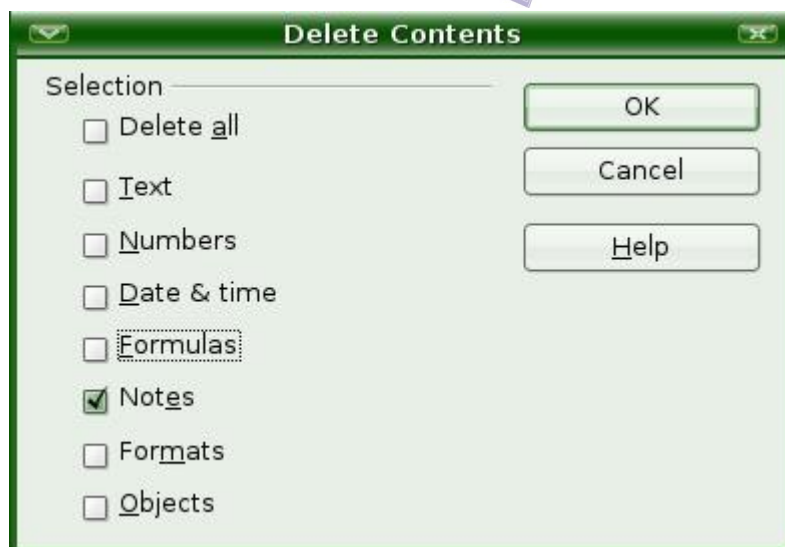 Delete Contents
Selection
OK
Delete all
Cancel
Text
Numbers
Help
Date & time
Formulas
Notes
Formats
Objects